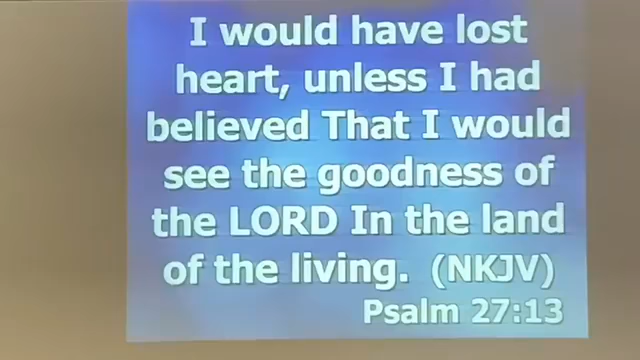 I would have lost
heart, unless I had
believed That I would
see the goodness of
the LORD In the land
of the living. (NKJV)
Psalm 27:13